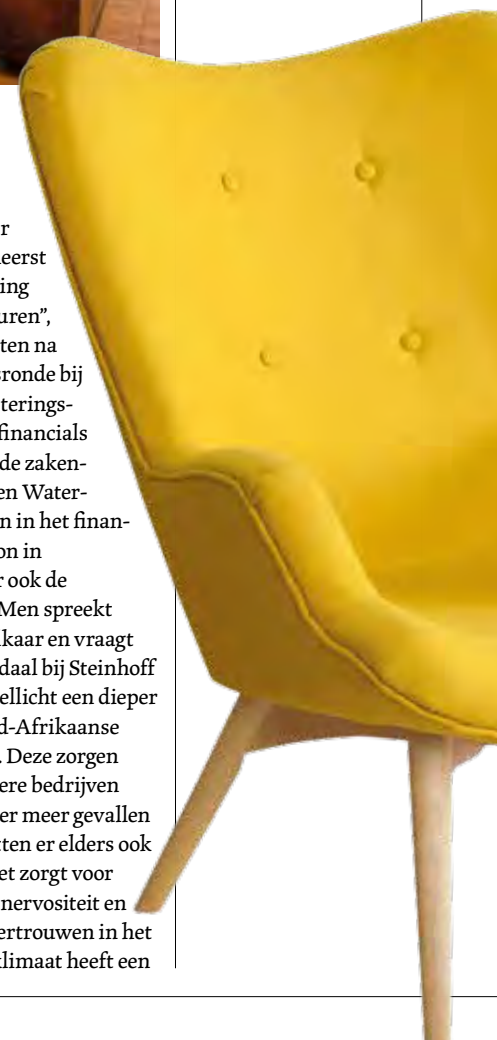 r
eerst
ing
uren”,
ten na
sronde bij
terings-
financials
de zaken-
en Water-
n in het finan-
on in
r ook de
Men spreekt
kaar en vraagt
daal bij Steinhoff
ellicht een dieper
d-Afrikaanse
. Deze zorgen
ere bedrijven
er meer gevallen
ten er elders ook
et zorgt voor
nervositeit en
ertrouwen in het
klimaat heeft een